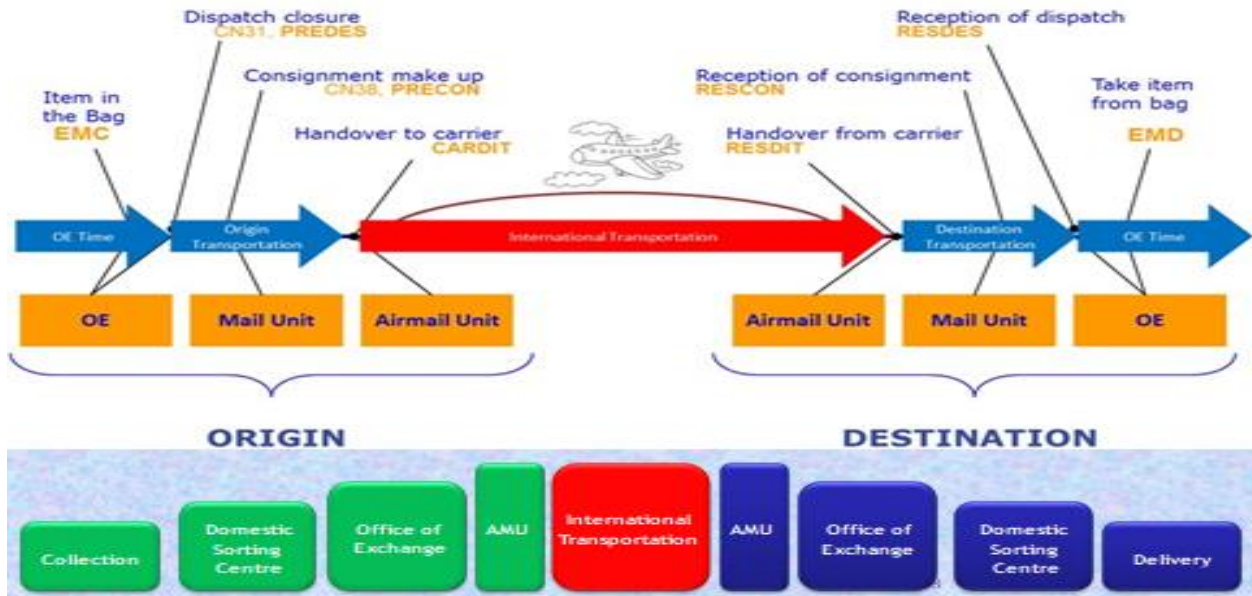 Dispatch closure
CN31, PREDES
Reception of dispatch
RESDES
Consignment make up
CN38, PRECON
Reception of consignment
RESCON
Item in
the Bag
EMC
Take item
from bag
EMD
Handover to carrier
CARDIT
Handover from carrier
RESDIT
OE Time
Origin
Transportation
International Transportation
Destination
Transportation
OE Time
OE
Mail Unit
Airmail Unit
Airmail Unit
Mail Unit
OE
ORIGIN
DESTINATION
Collection
Domestic
Sorting
Centre
Office of
Exchange
AMU
International
Transportation
AMU
Office of
Exchange
Domestic
Sorting
Centre
Delivery